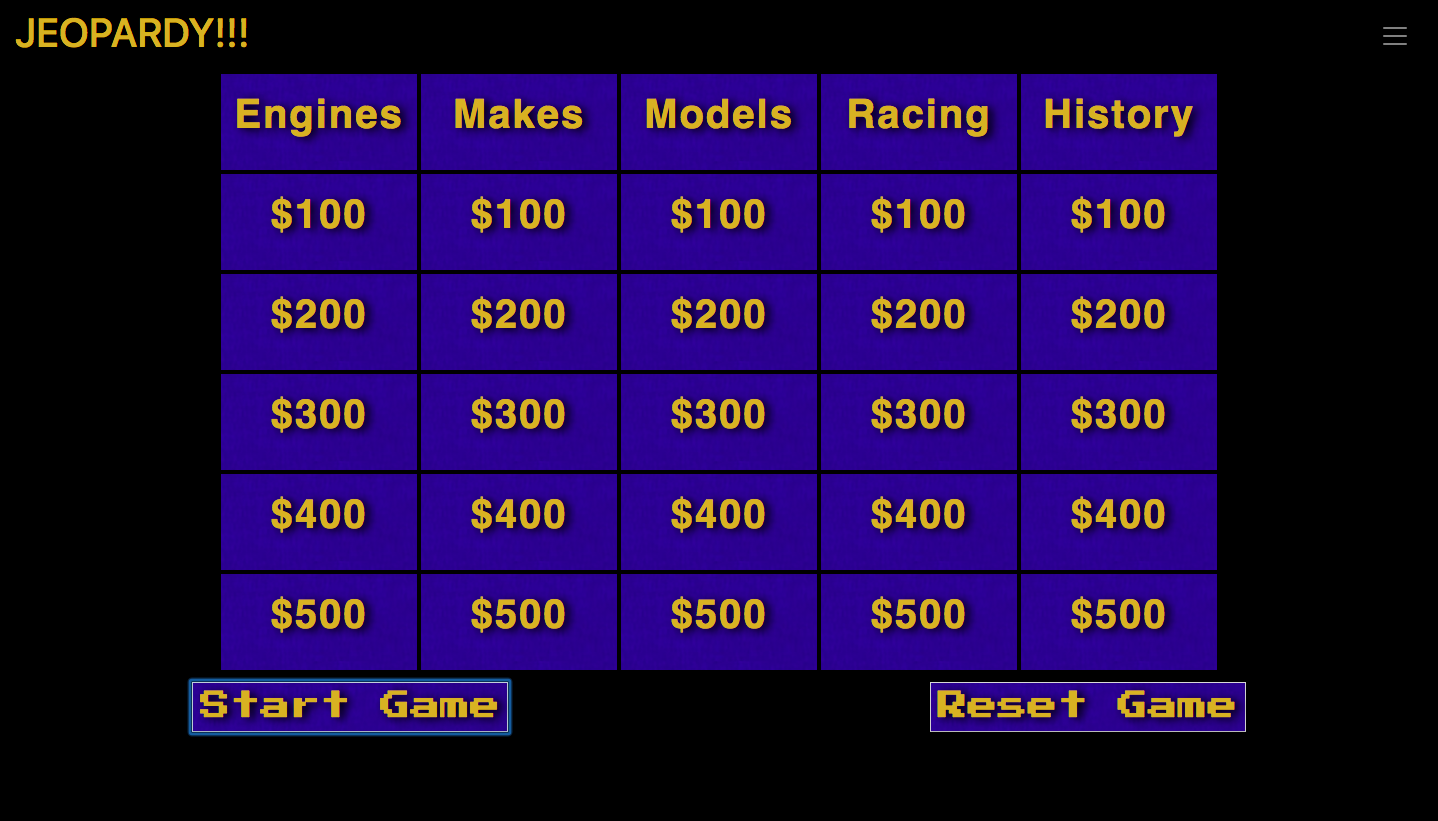 JEOPARDY!!!
Engines Makes Models Racing History
$100 $100 $100 $100 $100
$200 $200 $200 $200 $200
$300 $300 $300 $300 $300
$400 $400 $400 $400 $400
$500 $500 $500 $500 $500
Start Game Reset Game